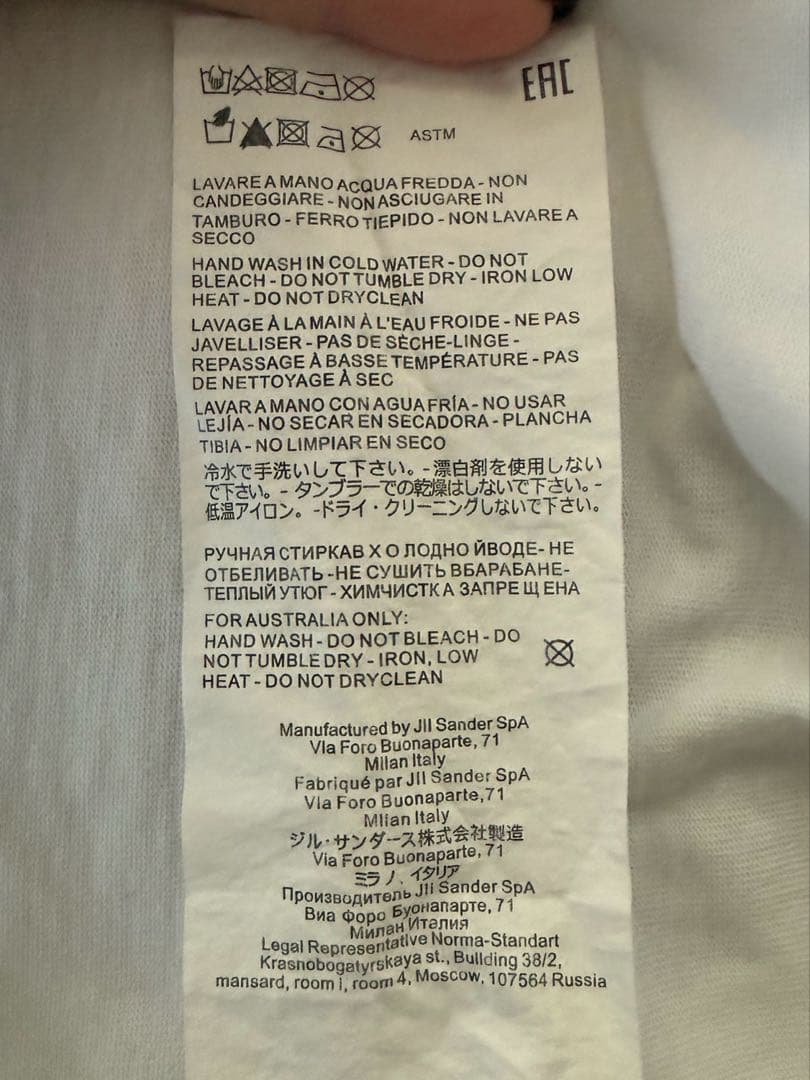 EAC
ASTM
LAVARE A MANO ACQUA FREDDA - NON
CANDEGGIARE - NON ASCIUGARE IN
TAMBURO - FERRO TIEPIDO - NON LAVARE A
SECCO
HAND WASH IN COLD WATER - DO NOT
BLEACH - DO NOT TUMBLE DRY - IRON LOW
HEAT - DO NOT DRYCLEAN
LAVAGE À LA MAIN À L'EAU FROIDE - NE PAS
JAVELLISER - PAS DE SÈCHE-LINGE -
REPASSAGE À BASSE TEMPÉRATURE - PAS
DE NETTOYAGE À SEC
LAVAR A MANO CON AGUA FRÍA - NO USAR
LEJÍA - NO SECAR EN SECADORA - PLANCHA
TIBIA - NO LIMPIAR EN SECO
冷水で手洗いして下さい。-漂白剤を使用しない
で下さい。- タンブラーでの乾燥はしないで下さい。-
低温アイロン。-ドライ・クリーニングしないで下さい。
РУЧНАЯ СТИРКАВ Х О ЛОДНО ЙВОДЕ- НЕ
ОТБЕЛИВАТЬ -НЕ СУШИТЬ ВБАРАБАНЕ-
ТЕПЛЫЙ УТЮГ - ХИМЧИСТК А ЗАПРЕ Щ ЕНА
FOR AUSTRALIA ONLY:
HAND WASH - DO NOT BLEACH - DO
NOT TUMBLE DRY - IRON, LOW
HEAT - DO NOT DRYCLEAN
Manufactured by Jil Sander SpA
Via Foro Buonaparte, 71
Milan Italy
Fabriqué par Jil Sander SpA
Via Foro Buonaparte,71
Milan Italy
ジル・サンダース株式会社製造
Via Foro Buonaparte, 71
ミラノ、イタリア
Производитель Jil Sander SpA
Виа Форо Буонапарте, 71
Милан Италия
Legal Representative Norma-Standart
Krasnobogatyrskaya st., Building 38/2,
mansard, room i, room 4, Moscow, 107564 Russia